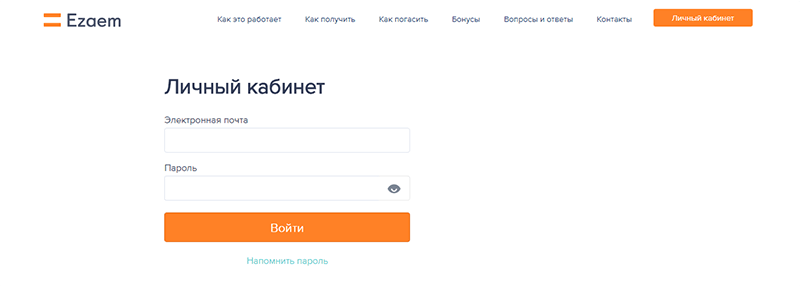 Ezaem
Как это работает Как получить Как погасить Бонусы Вопросы и ответы Контакты Личный кабинет
Личный кабинет
Электронная почта
Пароль
Войти
Напомнить пароль